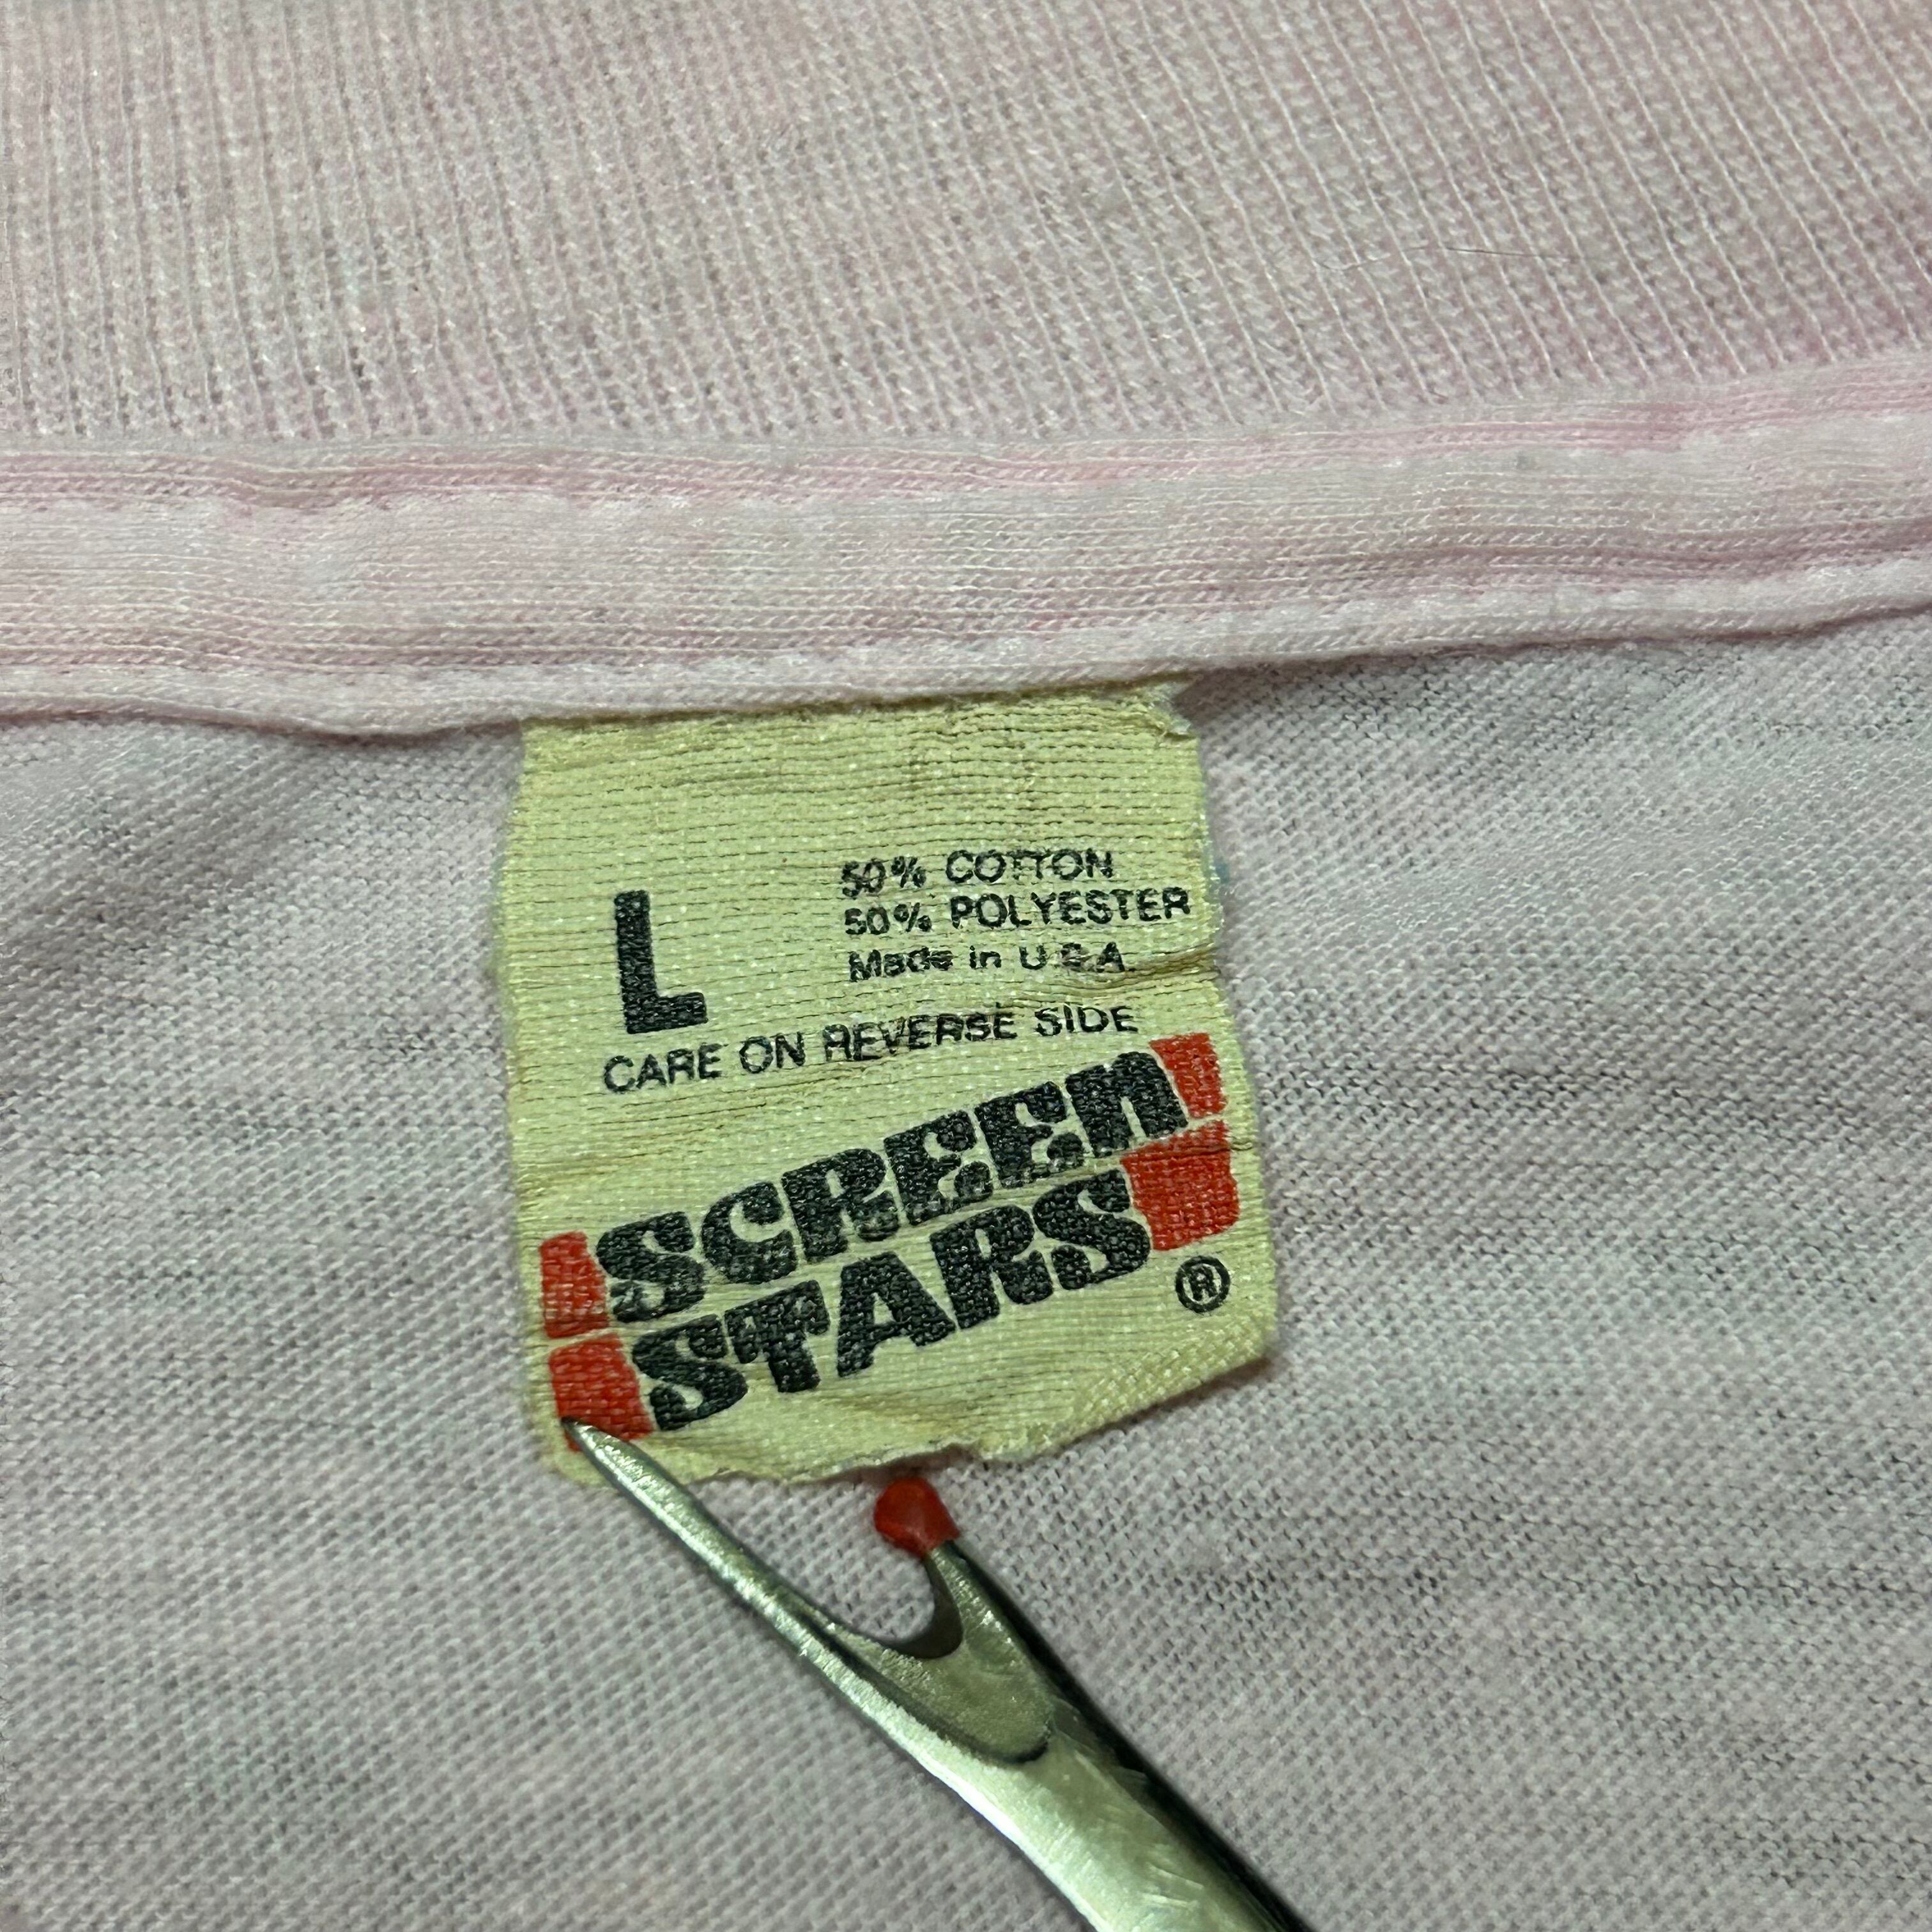 L
50% COTTON
50% POLYESTER
Made in U.S.A.
CARE ON REVERSE SIDE
SCREEN
STARS
®